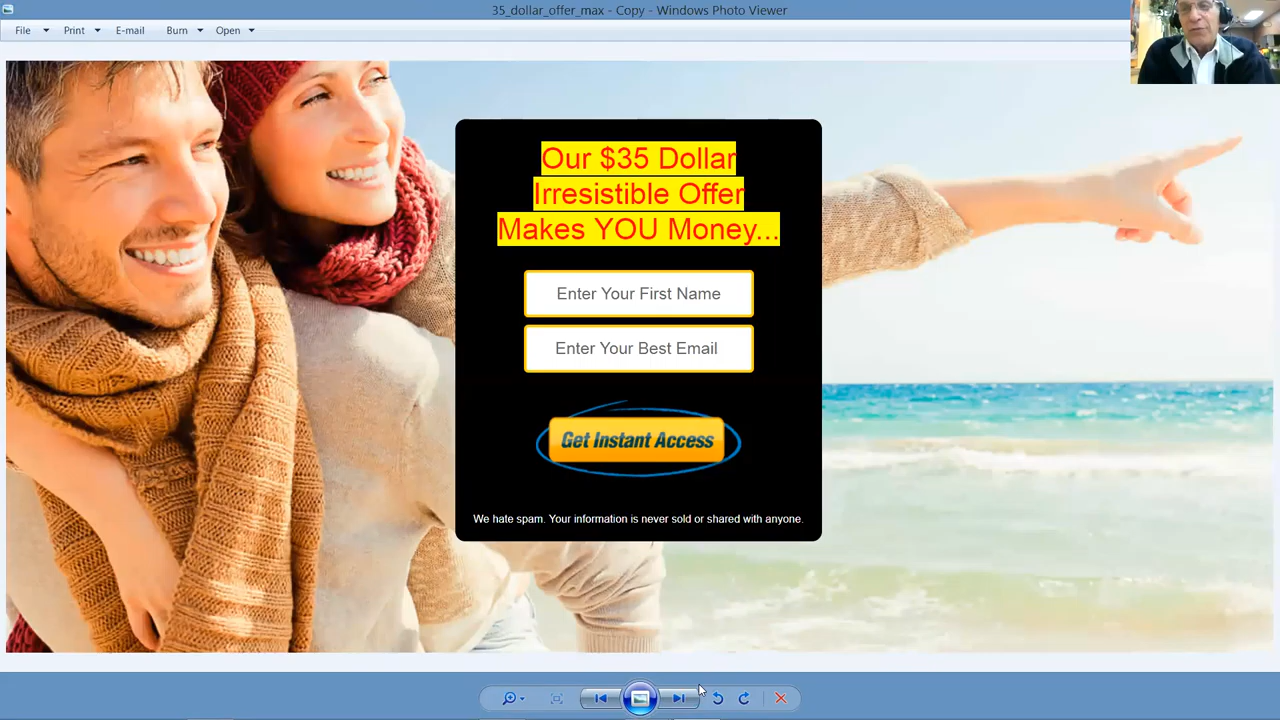 35_dollar_offer_max - Copy - Windows Photo Viewer
File Print E-mail Burn Open
Our $35 Dollar
Irresistible Offer
Makes YOU Money...
Enter Your First Name
Enter Your Best Email
Get Instant Access
We hate spam. Your information is never sold or shared with anyone.